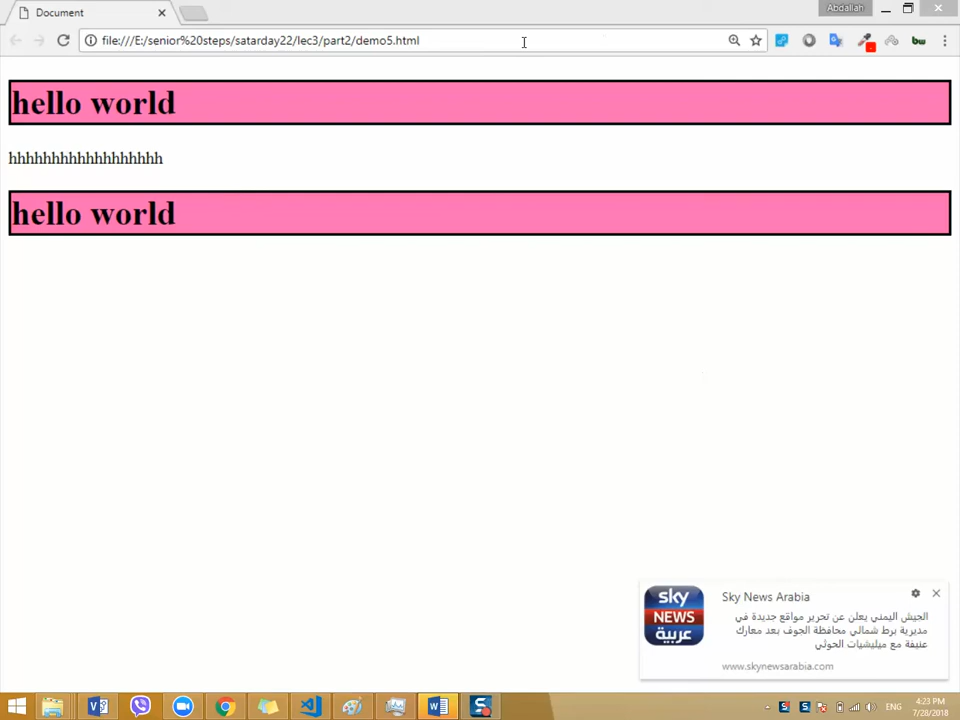 Document
Abdallah
file:///E:/senior%20steps/satarday22/lec3/part2/demo5.html
bw
hello world
hhhhhhhhhhhhhhhhhh
hello world
sky
NEWS
عربية
Sky News Arabia
الجيش اليمني يعلن عن تحرير مواقع جديدة في
مديرية برط شمالي محافظة الجوف بعد معارك
عنيفة مع ميليشيات الحوثي
www.skynewsarabia.com
ENG
4:23 PM
7/28/2018